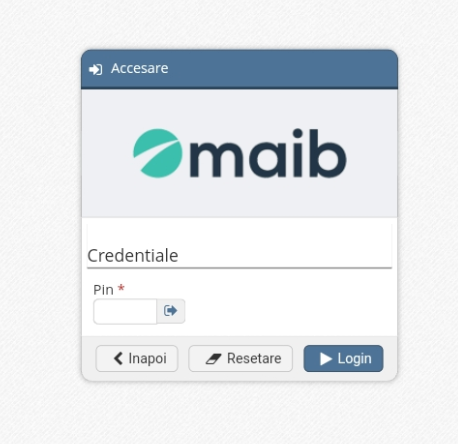 Accesare
maib
Credentiale
Pin *
Inapoi Resetare Login